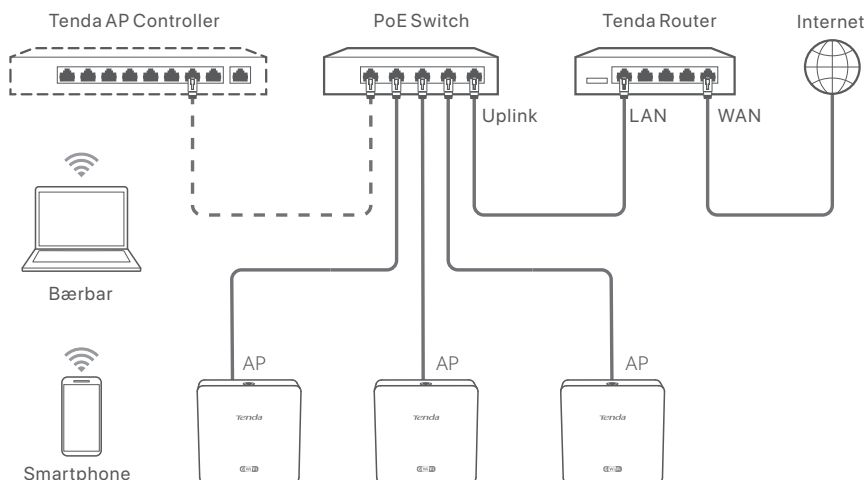 Tenda AP Controller
PoE Switch
Tenda Router
Internet
Uplink
LAN
WAN
Bærbar
AP
AP
AP
Tenda
Tenda
Tenda
Smartphone